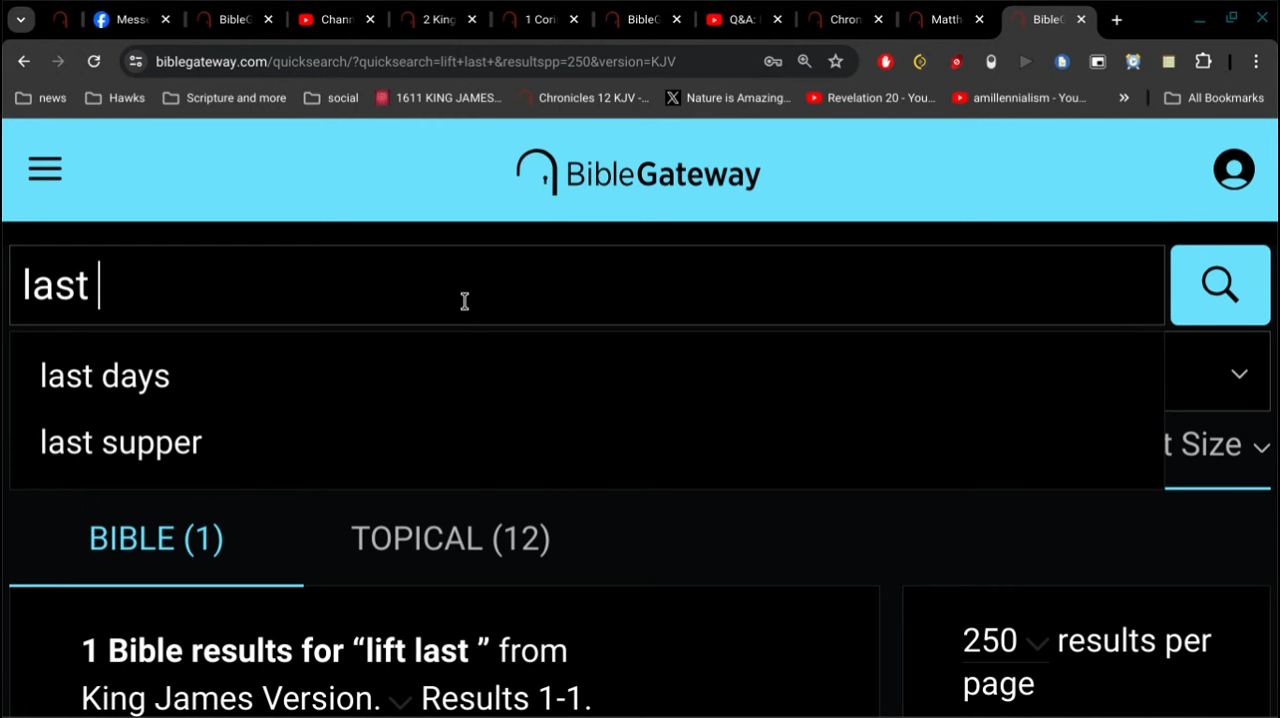 Mess
BibleG
Chann
2 King
1 Cori
BibleG
Q&A:
Chron
Matth
BibleG
biblegateway.com/quicksearch/?quicksearch=lift+last+&resultspp=250&version=KJV
news
Hawks
Scripture and more
social
1611 KING JAMES...
Chronicles 12 KJV -...
Nature is Amazing...
Revelation 20 - You...
amillennialism - You...
»
All Bookmarks
BibleGateway
last
last days
last supper
t Size
BIBLE (1)
TOPICAL (12)
1 Bible results for “lift last ” from
King James Version. Results 1-1.
250 results per
page